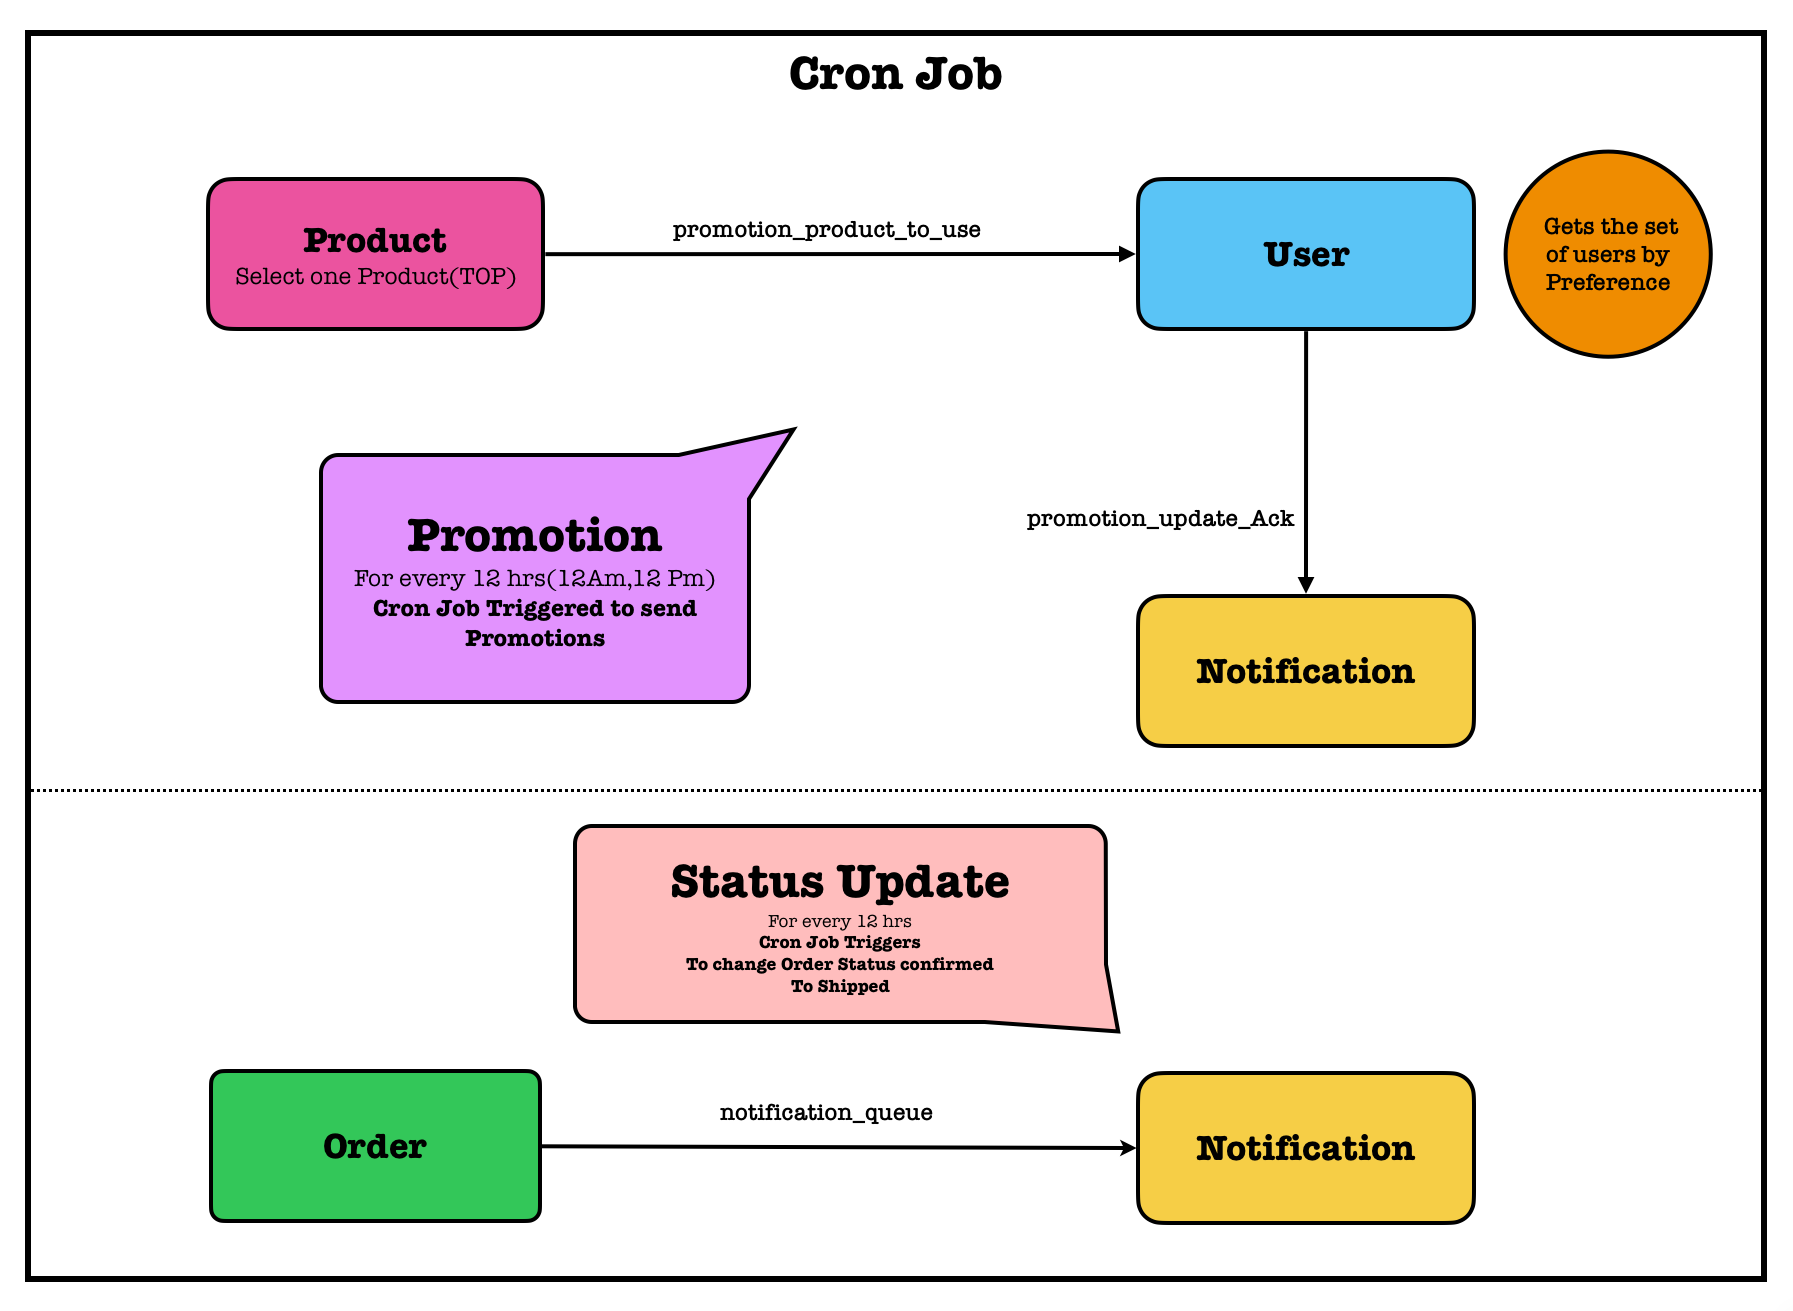 Cron Job
Product
Select one Product(TOP)
promotion_product_to_use
User
Gets the set
of users by
Preference
Promotion
For every 12 hrs(12Am,12 Pm)
Cron Job Triggered to send
Promotions
promotion_update_Ack
Notification
Status Update
For every 12 hrs
Cron Job Triggers
To change Order Status confirmed
To Shipped
Order
notification_queue
Notification